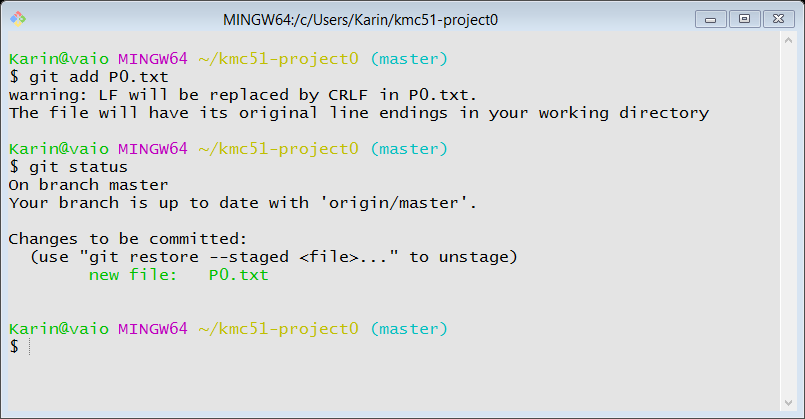 MINGW64:/c/Users/Karin/kmc51-project0
Karin@vaio MINGW64 ~/kmc51-project0 (master)
$ git add P0.txt
warning: LF will be replaced by CRLF in P0.txt.
The file will have its original line endings in your working directory
Karin@vaio MINGW64 ~/kmc51-project0 (master)
$ git status
On branch master
Your branch is up to date with 'origin/master'.
Changes to be committed:
  (use "git restore --staged <file>..." to unstage)
        new file:   P0.txt
Karin@vaio MINGW64 ~/kmc51-project0 (master)
$